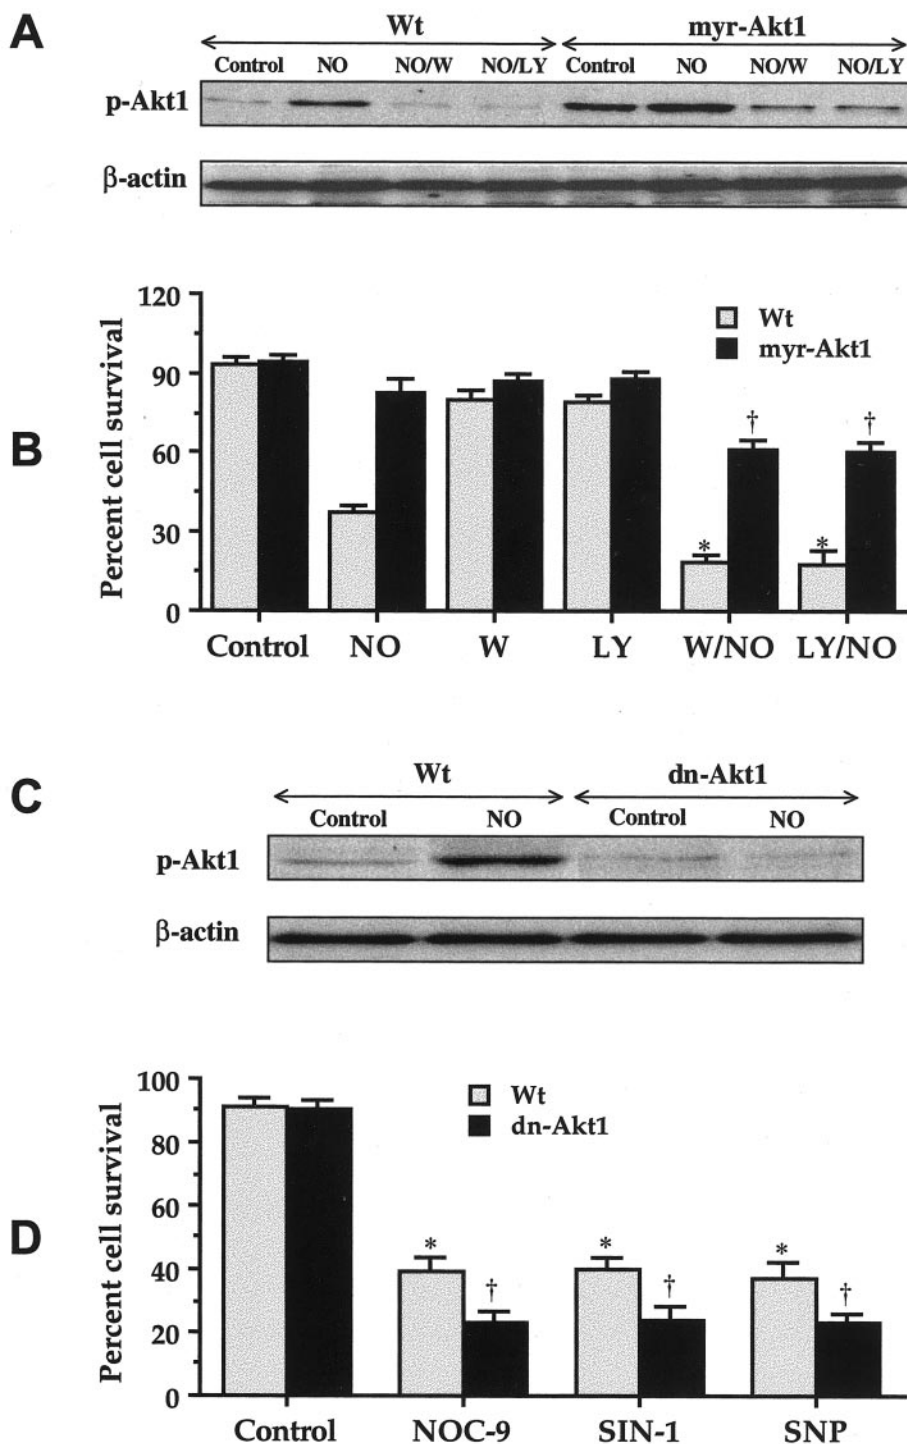 A
Wt myr-Akt1
Control NO NO/W NO/LY Control NO NO/W NO/LY
p-Akt1
β-actin
B
Percent cell survival
120
90
60
30
0
Wt
myr-Akt1
* † * †
Control NO W LY W/NO LY/NO
C
Wt dn-Akt1
Control NO Control NO
p-Akt1
β-actin
D
Percent cell survival
100
80
60
40
20
0
Wt
dn-Akt1
* † * † * †
Control NOC-9 SIN-1 SNP